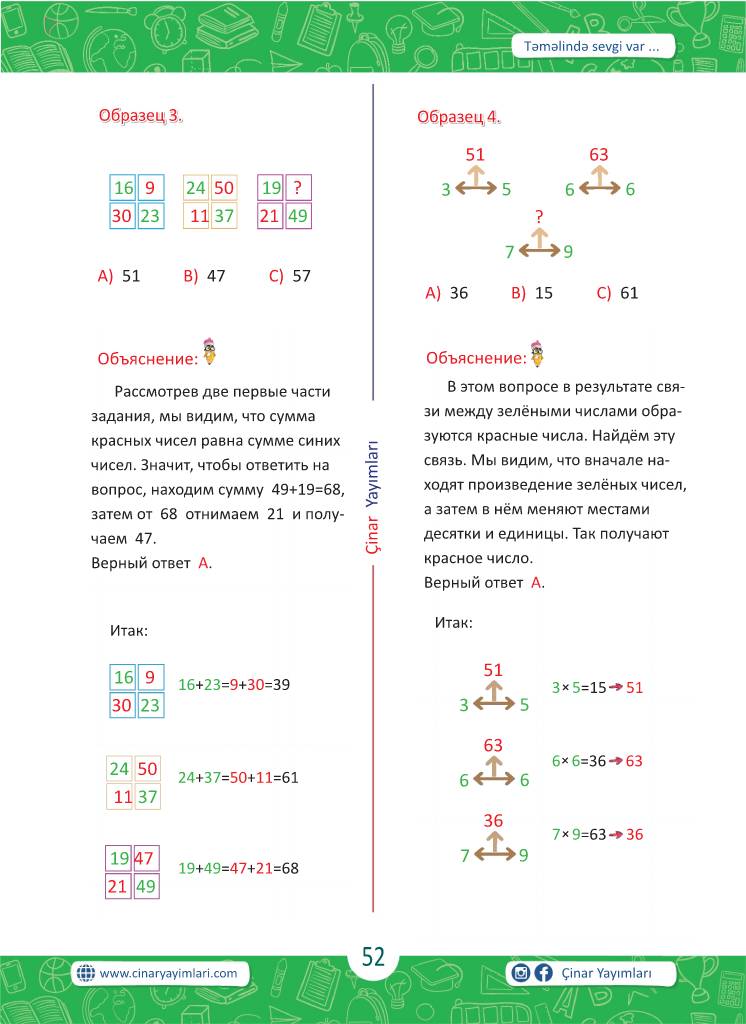 Təməlində sevgi var ...
Образец 3.
16 9 24 50 19 ?
30 23 11 37 21 49
A) 51 B) 47 C) 57
Объяснение:
Рассмотрев две первые части
задания, мы видим, что сумма
красных чисел равна сумме синих
чисел. Значит, чтобы ответить на
вопрос, находим сумму 49+19=68,
затем от 68 отнимаем 21 и полу-
чаем 47.
Верный ответ А.
Итак:
16 9
30 23
16+23=9+30=39
24 50
11 37
24+37=50+11=61
19 47
21 49
19+49=47+21=68
Çinar Yayımları
Образец 4.
51 63
3 5 6 6
?
7 9
A) 36 B) 15 C) 61
Объяснение:
В этом вопросе в результате свя-
зи между зелёными числами обра-
зуются красные числа. Найдём эту
связь. Мы видим, что вначале на-
ходят произведение зелёных чисел,
а затем в нём меняют местами
десятки и единицы. Так получают
красное число.
Верный ответ А.
Итак:
51
3 5
3×5=15→51
63
6 6
6×6=36→63
36
7 9
7×9=63→36
www.cinaryayimlari.com
52
Çinar Yayımları